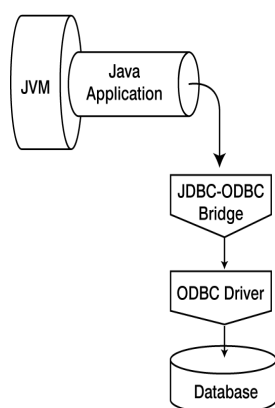 JVM
Java
Application
JDBC-ODBC
Bridge
ODBC Driver
Database